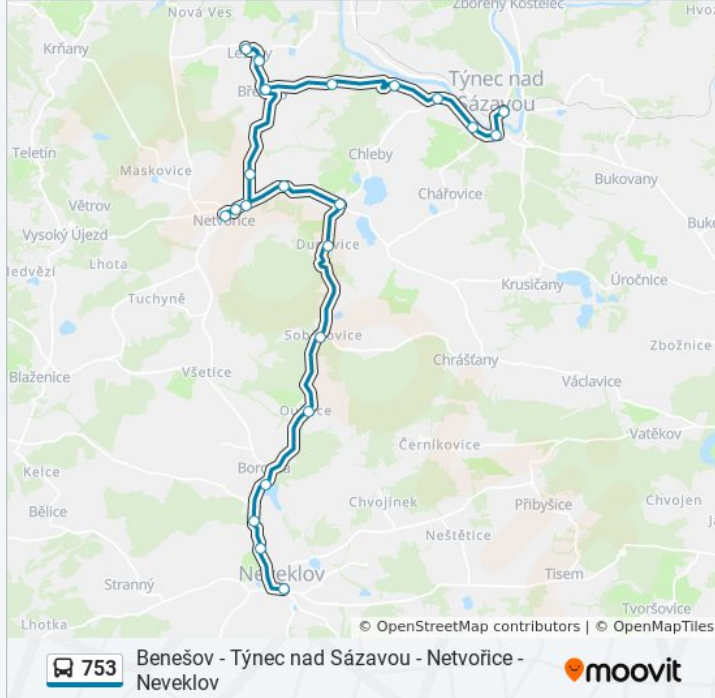 Nová Ves
Zbořený Kostelec
Krňany
Týnec nad
Sázavou
Teletín
Chleby
Maskovice
Bukovany
Chářovice
Větrov
Netvořice
Vysoký Újezd
Lhota
Krusičany
Úročnice
Tuchyně
Zbožnice
Chrášťany
Blaženice
Všetice
Václavice
Vatěkov
Černíkovice
Kelce
Chvojínek
Přibyšice
Chvojen
Bělice
Neštětice
Neveklov
Tisem
Stranný
Tvoršovice
Lhotka
© OpenStreetMap contributors | © OpenMapTiles
753
Benešov - Týnec nad Sázavou - Netvořice -
Neveklov
moovit